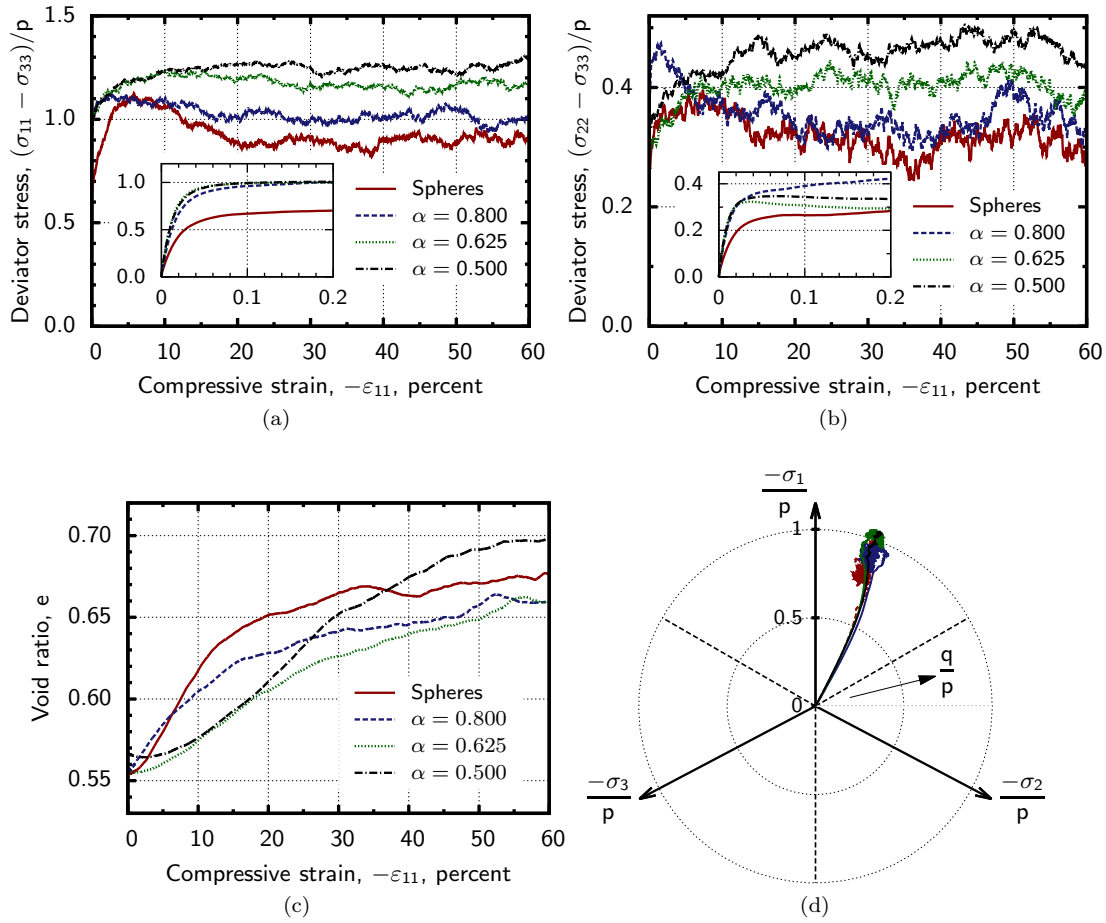 Deviator stress, (σ₁₁ − σ₃₃)/p
1.5
1.0
0.5
0.0
0 10 20 30 40 50 60
Compressive strain, −ε₁₁, percent
1.0
0.5
0.0
0 0.1 0.2
Spheres
α = 0.800
α = 0.625
α = 0.500
(a)
Deviator stress, (σ₂₂ − σ₃₃)/p
0.4
0.2
0.0
0 10 20 30 40 50 60
Compressive strain, −ε₁₁, percent
0.4
0.2
0.0
0 0.1 0.2
Spheres
α = 0.800
α = 0.625
α = 0.500
(b)
Void ratio, e
0.70
0.65
0.60
0.55
0 10 20 30 40 50 60
Compressive strain, −ε₁₁, percent
Spheres
α = 0.800
α = 0.625
α = 0.500
(c)
−σ₁
p
1
0.5
0
q
p
−σ₃
p
−σ₂
p
(d)